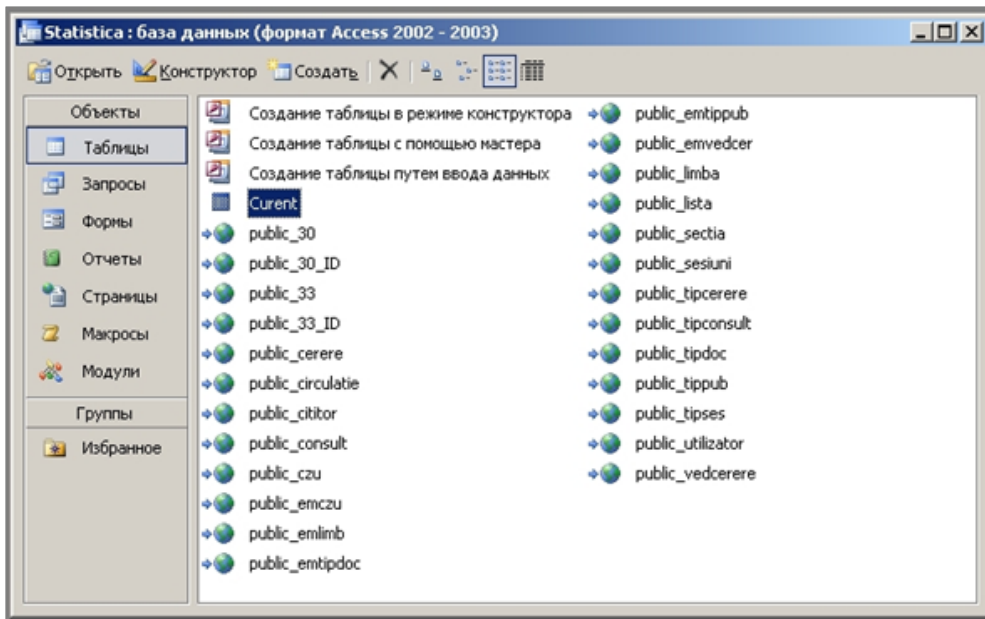 Statistica : база данных (формат Access 2002 - 2003)
Открыть Конструктор Создать
Объекты
Таблицы
Запросы
Формы
Отчеты
Страницы
Макросы
Модули
Группы
Избранное
Создание таблицы в режиме конструктора
Создание таблицы с помощью мастера
Создание таблицы путем ввода данных
Curent
public_30
public_30_ID
public_33
public_33_ID
public_cerere
public_circulatie
public_cititor
public_consult
public_czu
public_emczu
public_emlimb
public_emtipdoc
public_emtippub
public_emvedcer
public_limba
public_lista
public_sectia
public_sesiuni
public_tipcerere
public_tipconsult
public_tipdoc
public_tippub
public_tipses
public_utilizator
public_vedcerere